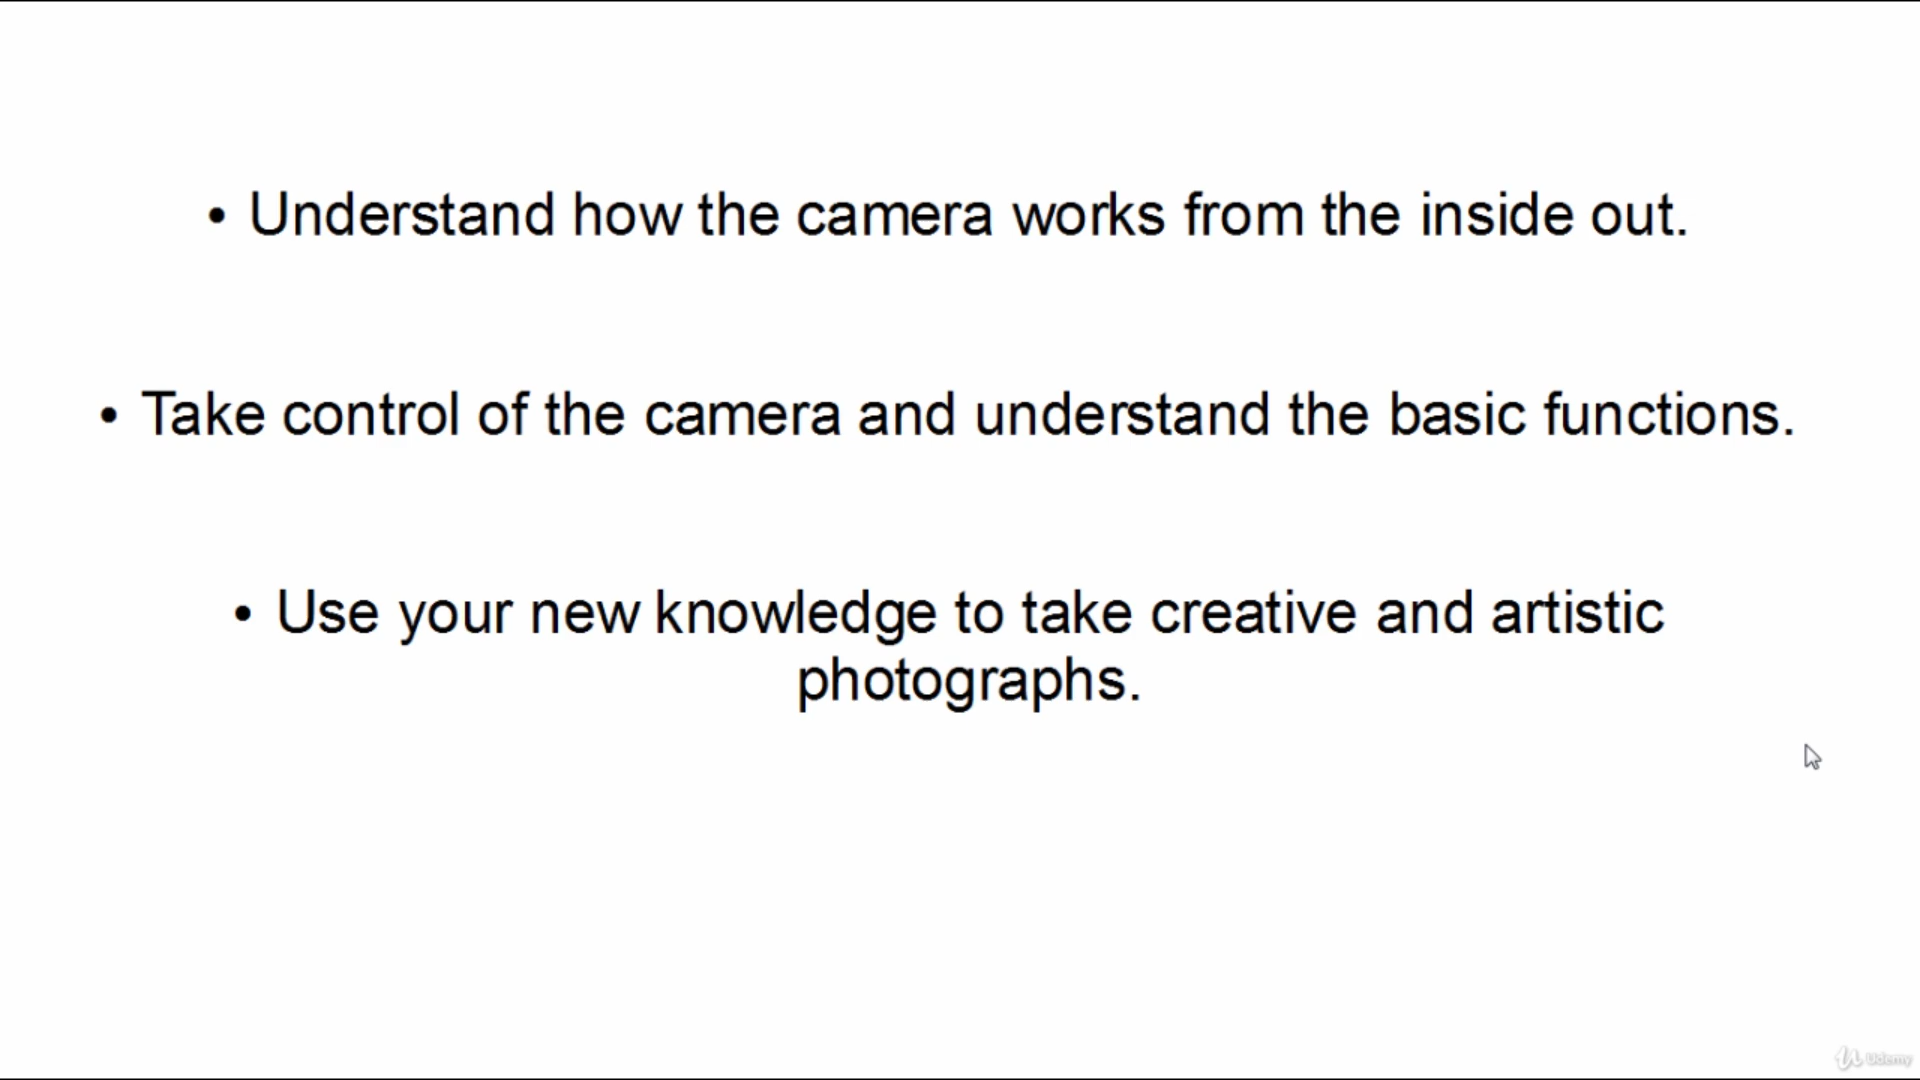 • Understand how the camera works from the inside out.
• Take control of the camera and understand the basic functions.
• Use your new knowledge to take creative and artistic
photographs.
Udemy